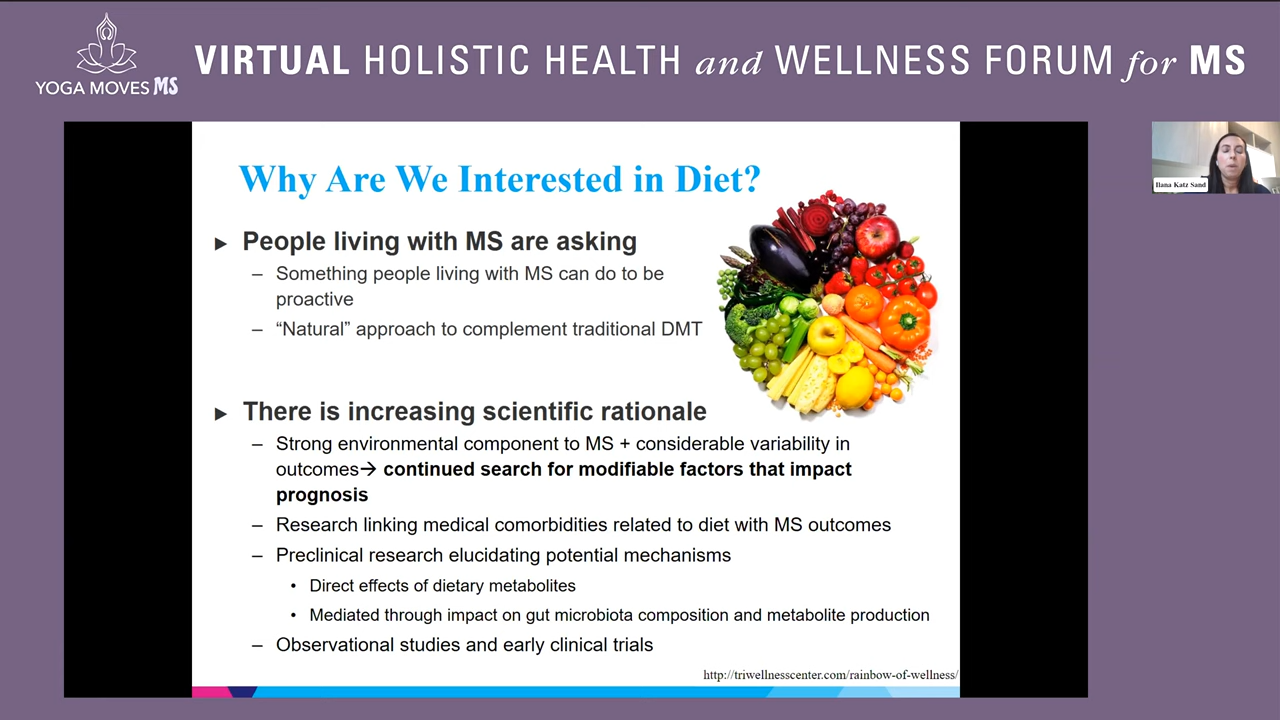 YOGA MOVES MS
VIRTUAL HOLISTIC HEALTH and WELLNESS FORUM for MS
Why Are We Interested in Diet?
► People living with MS are asking
– Something people living with MS can do to be
proactive
– “Natural” approach to complement traditional DMT
► There is increasing scientific rationale
– Strong environmental component to MS + considerable variability in
outcomes→ continued search for modifiable factors that impact
prognosis
– Research linking medical comorbidities related to diet with MS outcomes
– Preclinical research elucidating potential mechanisms
• Direct effects of dietary metabolites
• Mediated through impact on gut microbiota composition and metabolite production
– Observational studies and early clinical trials
http://triwellnesscenter.com/rainbow-of-wellness/
Ilana Katz Sand